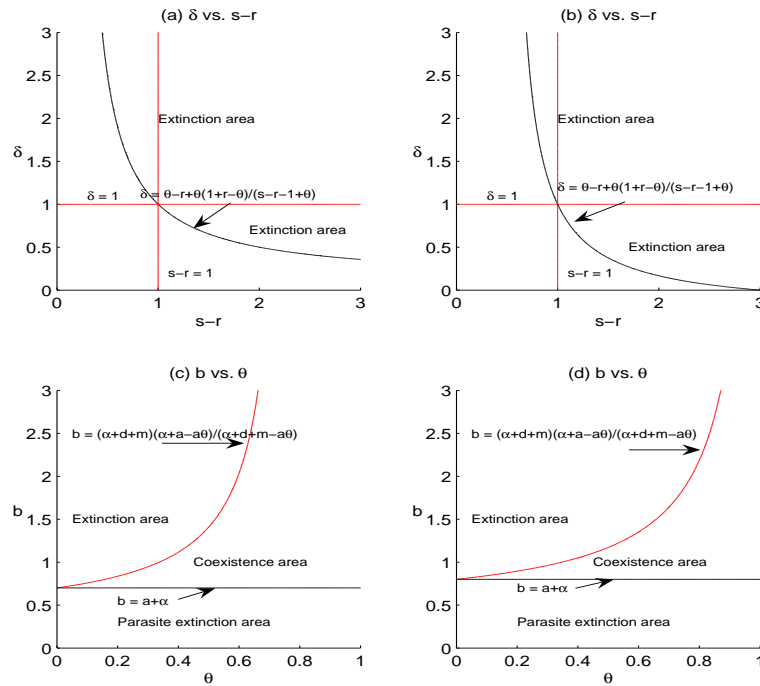 (a) δ vs. s−r
3
2.5
2
1.5
1
0.5
0
δ
Extinction area
δ = 1
δ = θ−r+θ(1+r−θ)/(s−r−1+θ)
Extinction area
s−r = 1
0 1 2 3
s−r
(b) δ vs. s−r
3
2.5
2
1.5
1
0.5
0
δ
Extinction area
δ = θ−r+θ(1+r−θ)/(s−r−1+θ)
δ = 1
Extinction area
s−r = 1
0 1 2 3
s−r
(c) b vs. θ
3
2.5
2
1.5
1
0.5
0
b
b = (α+d+m)(α+a−aθ)/(α+d+m−aθ)
Extinction area
Coexistence area
b = a+α
Parasite extinction area
0 0.2 0.4 0.6 0.8 1
θ
(d) b vs. θ
3
2.5
2
1.5
1
0.5
0
b
b = (α+d+m)(α+a−aθ)/(α+d+m−aθ)
Extinction area
Coexistence area
b = a+α
Parasite extinction area
0 0.2 0.4 0.6 0.8 1
θ